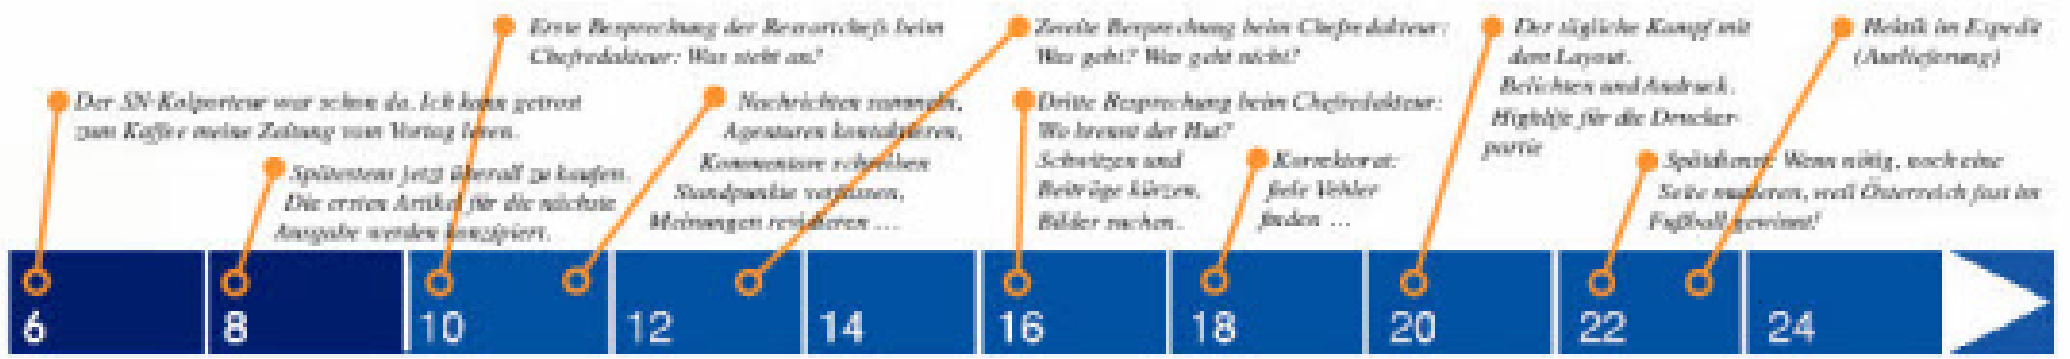 Der SN-Kolporteur war schon da. Ich kann getrost
zum Kaffee meine Zeitung vom Vortag lesen.
Spätestens jetzt überall zu kaufen.
Die ersten Artikel für die nächste
Ausgabe werden konzipiert.
Erste Besprechung der Ressortchefs beim
Chefredakteur: Was steht an?
Nachrichten sammeln,
Agenturen kontaktieren,
Kommentare schreiben
Standpunkte verfassen,
Meinungen revidieren ...
Zweite Besprechung beim Chefredakteur:
Was geht? Was geht nicht?
Dritte Besprechung beim Chefredakteur:
Wo brennt der Hut?
Schwitzen und
Beiträge kürzen,
Bilder suchen.
Korrektorat:
fiele Vehler
finden ...
Der tägliche Kampf mit
dem Layout.
Belichten und Andruck.
Highlife für die Drucker-
partie
Spätdienst: Wenn nötig, noch eine
Seite mutieren, weil Österreich fast im
Fußball gewinnt!
Hektik im Expedit
(Auslieferung)
6
8
10
12
14
16
18
20
22
24